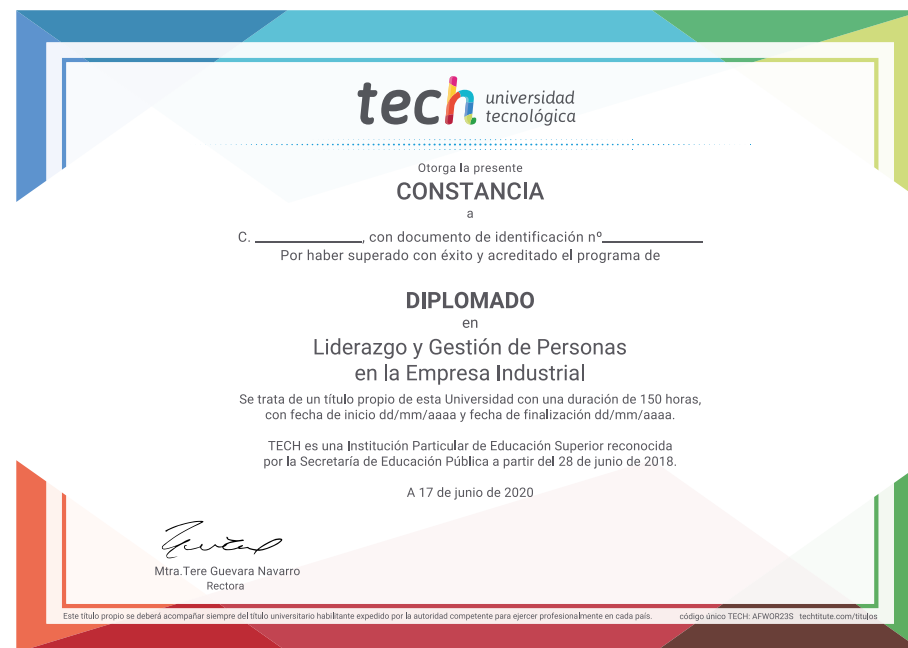 tech universidad
tecnológica
Otorga la presente
CONSTANCIA
a
C. ______________, con documento de identificación nº______________
Por haber superado con éxito y acreditado el programa de
DIPLOMADO
en
Liderazgo y Gestión de Personas
en la Empresa Industrial
Se trata de un título propio de esta Universidad con una duración de 150 horas,
con fecha de inicio dd/mm/aaaa y fecha de finalización dd/mm/aaaa.
TECH es una Institución Particular de Educación Superior reconocida
por la Secretaría de Educación Pública a partir del 28 de junio de 2018.
A 17 de junio de 2020
Mtra.Tere Guevara Navarro
Rectora
Este título propio se deberá acompañar siempre del título universitario habilitante expedido por la autoridad competente para ejercer profesionalmente en cada país. código único TECH: AFWOR23S techtitute.com/titulos